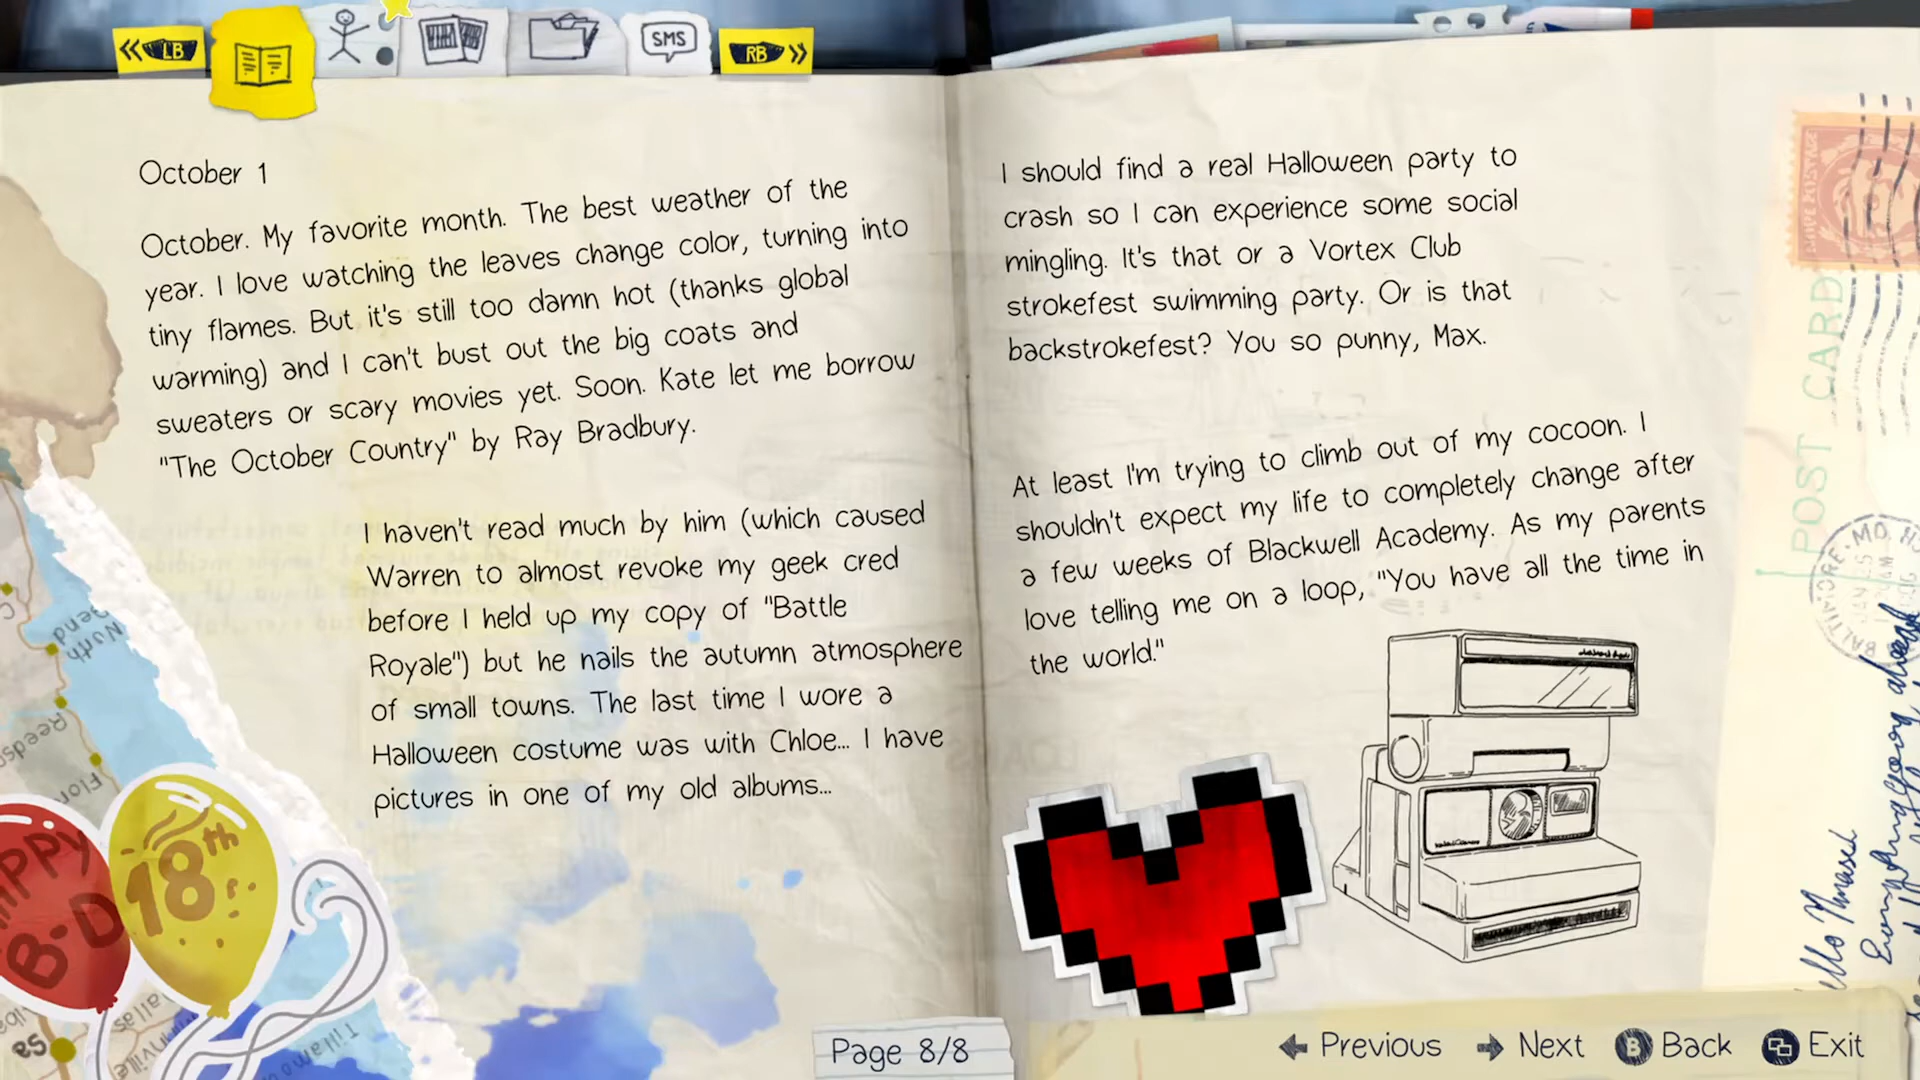 LB
SMS
RB
October 1
October. My favorite month. The best weather of the
year. I love watching the leaves change color, turning into
tiny flames. But it's still too damn hot (thanks global
warming) and I can't bust out the big coats and
sweaters or scary movies yet. Soon. Kate let me borrow
"The October Country" by Ray Bradbury.
I haven't read much by him (which caused
Warren to almost revoke my geek cred
before I held up my copy of "Battle
Royale") but he nails the autumn atmosphere
of small towns. The last time I wore a
Halloween costume was with Chloe... I have
pictures in one of my old albums...
North
Bend
HAPPY
B-D
18th
I should find a real Halloween party to
crash so I can experience some social
mingling. It's that or a Vortex Club
strokefest swimming party. Or is that
backstrokefest? You so punny, Max.
At least I'm trying to climb out of my cocoon. I
shouldn't expect my life to completely change after
a few weeks of Blackwell Academy. As my parents
love telling me on a loop, "You have all the time in
the world."
POST CARD
BALTIMORE, MD.
Page 8/8
Previous
Next
B Back
Exit